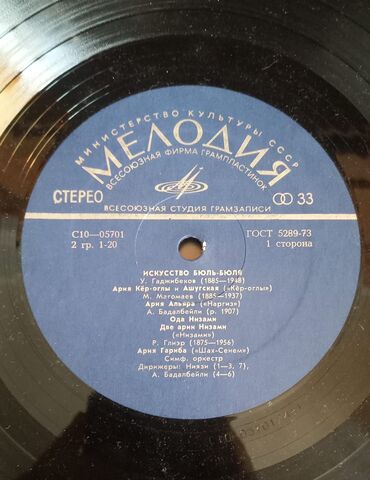 МИНИСТЕРСТВО КУЛЬТУРЫ СССР
МЕЛОДИЯ
ВСЕСОЮЗНАЯ ФИРМА ГРАМПЛАСТИНОК
СТЕРЕО
33
ВСЕСОЮЗНАЯ СТУДИЯ ГРАМЗАПИСИ
С10—05701
ГОСТ 5289-73
2 гр. 1-20
1 сторона
ИСКУССТВО БЮЛЬ-БЮЛЯ
У. Гаджибеков (1885—1948)
Ария Кёр-оглы и Ашугская («Кёр-оглы»)
М. Магомаев (1885—1937)
Ария Альяра («Наргиз»)
А. Бадалбейли (р. 1907)
Ода Низами
Две арии Низами
(«Низами»)
Р. Глиэр (1875—1956)
Ария Гариба («Шах-Сенем»)
Симф. оркестр
Дирижеры: Ниязи (1—3, 7),
А. Бадалбейли (4—6)